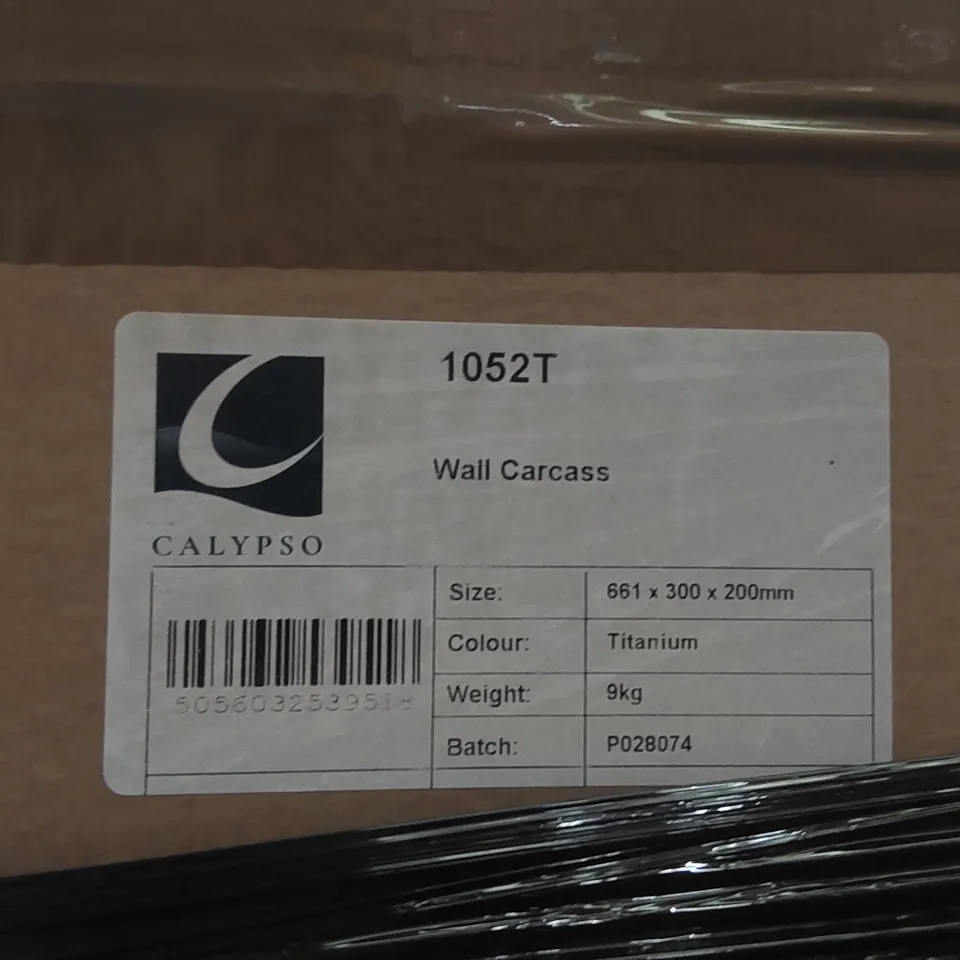 1052T
Wall Carcass
CALYPSO
Size: 661 x 300 x 200mm
Colour: Titanium
Weight: 9kg
Batch: P028074